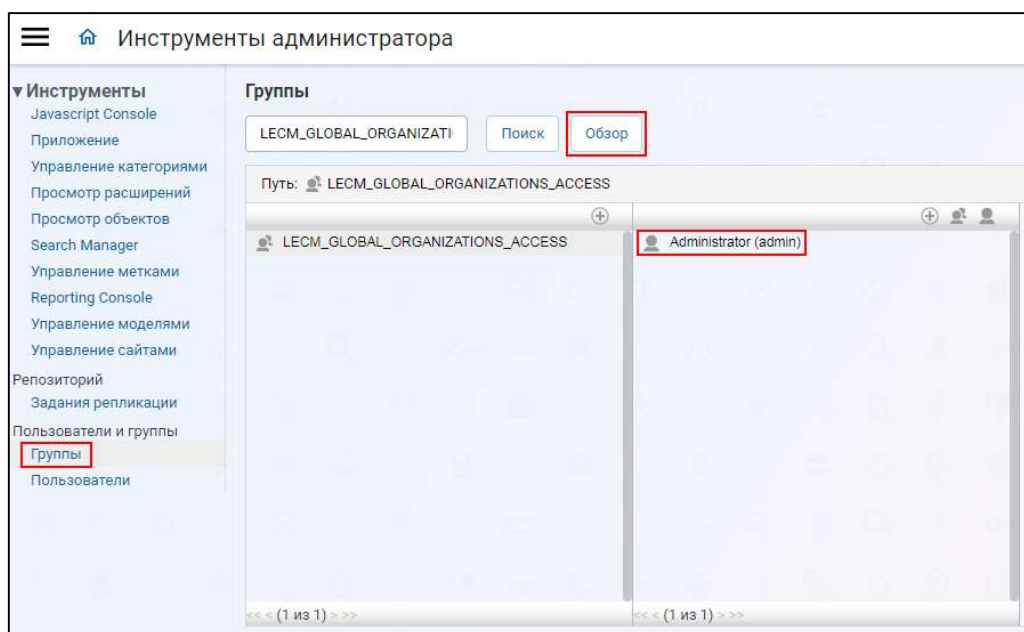 Инструменты администратора
▾ Инструменты
Javascript Console
Приложение
Управление категориями
Просмотр расширений
Просмотр объектов
Search Manager
Управление метками
Reporting Console
Управление моделями
Управление сайтами
Репозиторий
Задания репликации
Пользователи и группы
Группы
Пользователи
Группы
LECM_GLOBAL_ORGANIZATI
Поиск
Обзор
Путь: LECM_GLOBAL_ORGANIZATIONS_ACCESS
LECM_GLOBAL_ORGANIZATIONS_ACCESS
<< < (1 из 1) > >>
Administrator (admin)
<< < (1 из 1) > >>